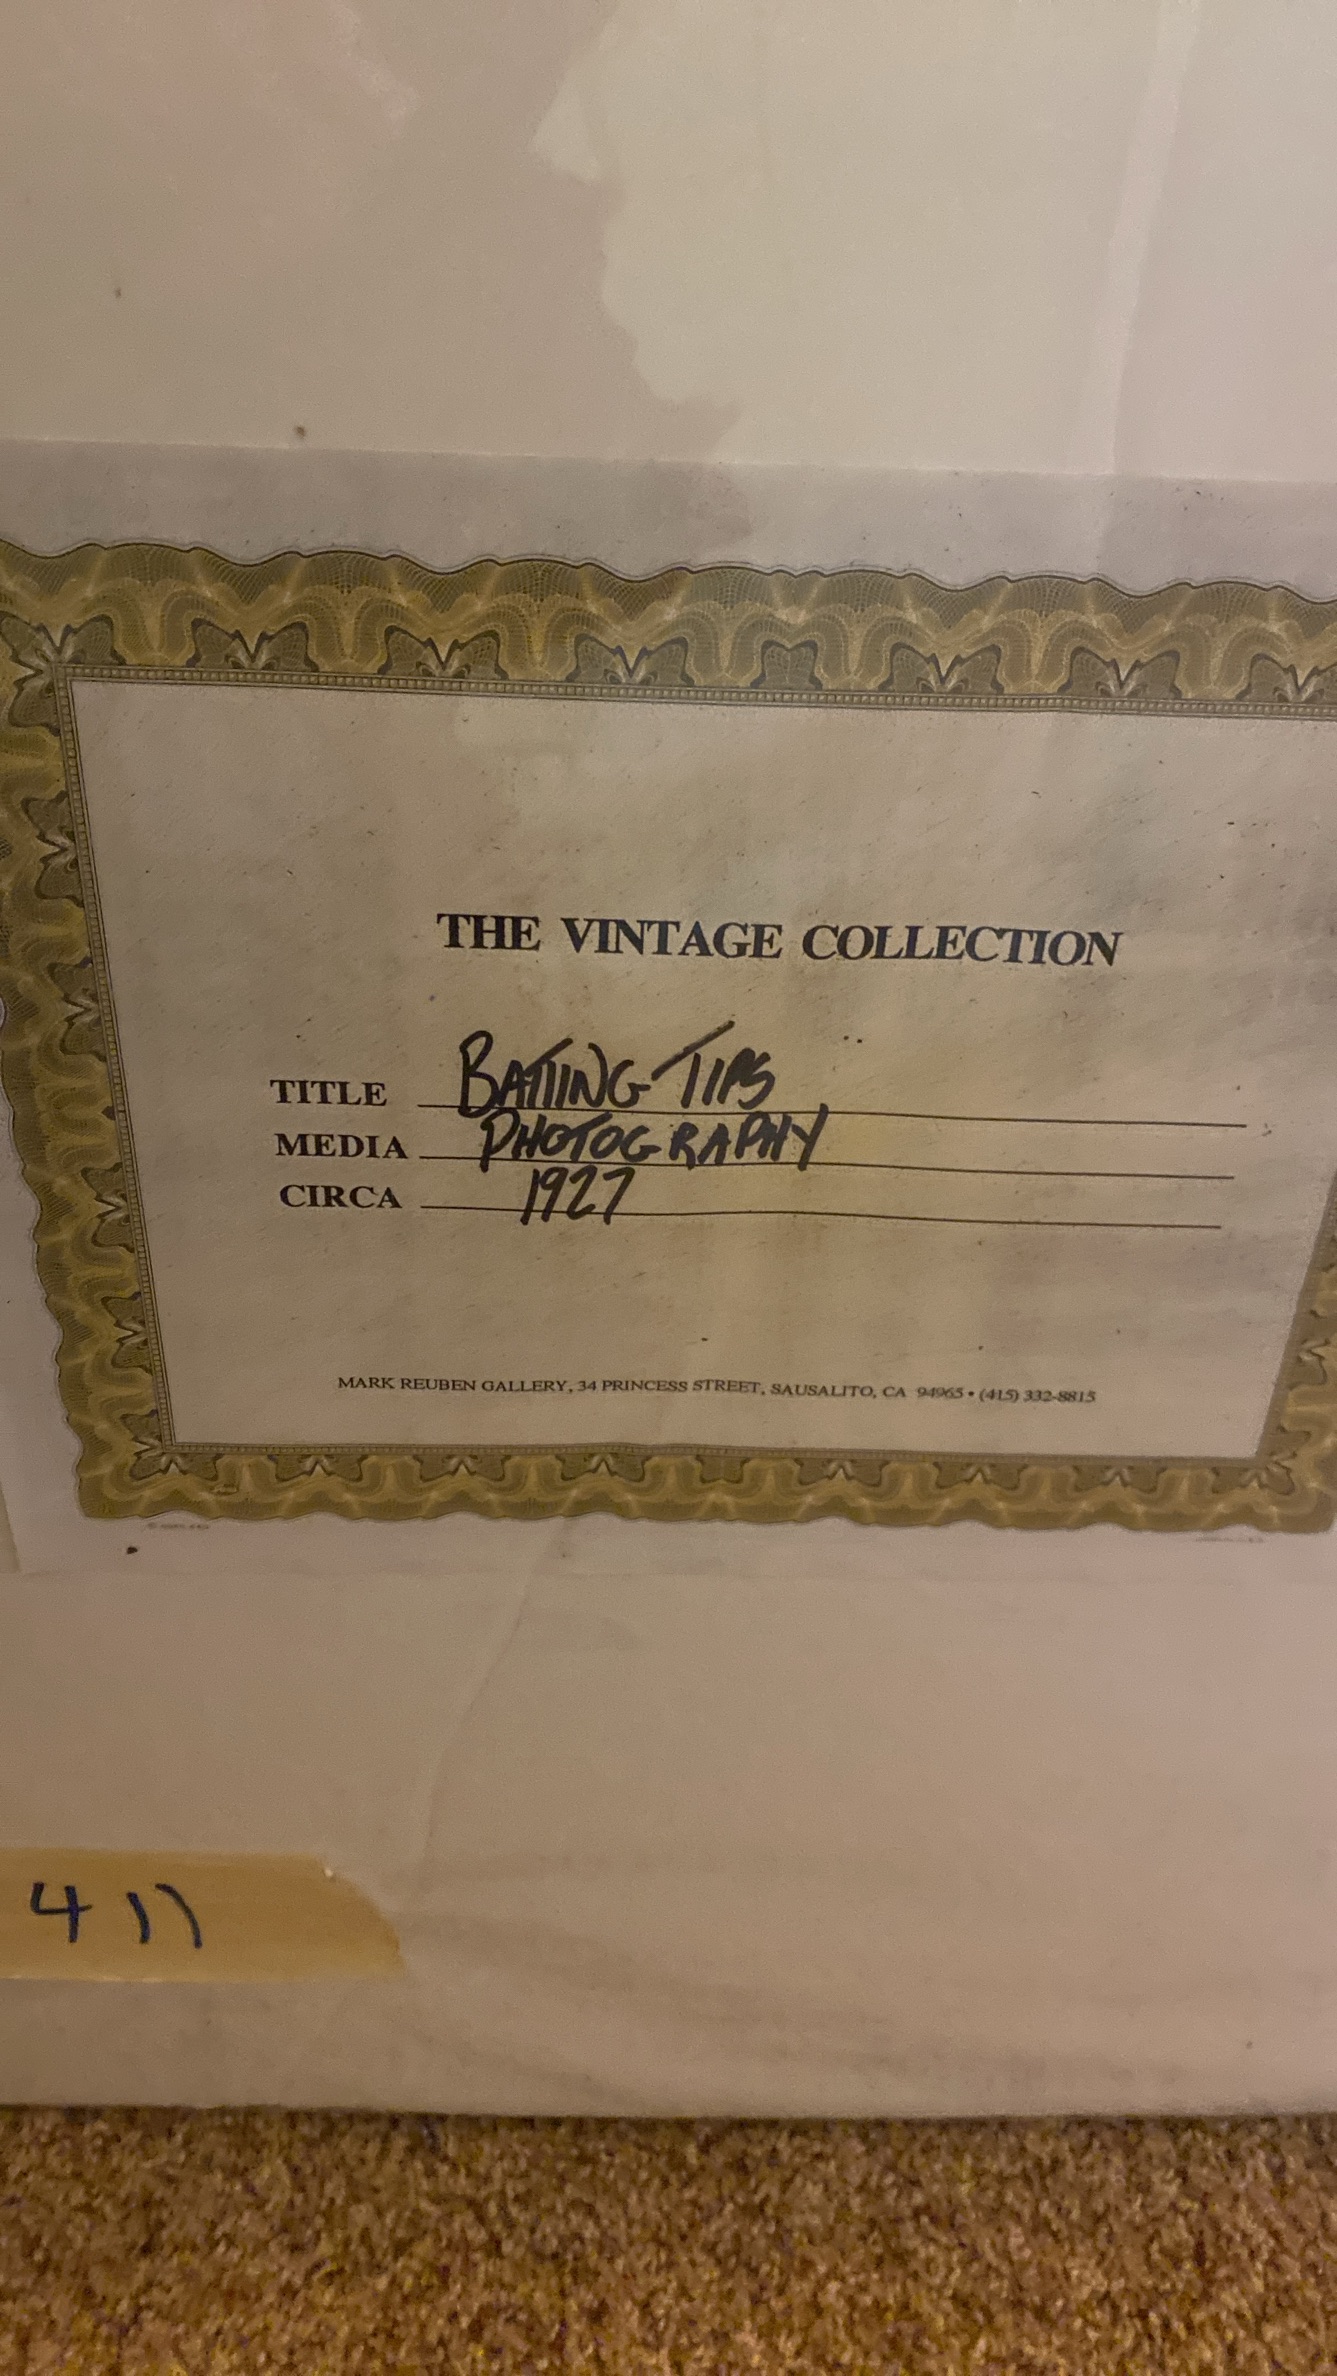 THE VINTAGE COLLECTION
TITLE BATTING TIPS
MEDIA PHOTOGRAPHY
CIRCA 1927
MARK REUBEN GALLERY, 34 PRINCESS STREET, SAUSALITO, CA 94965 • (415) 332-8815
411